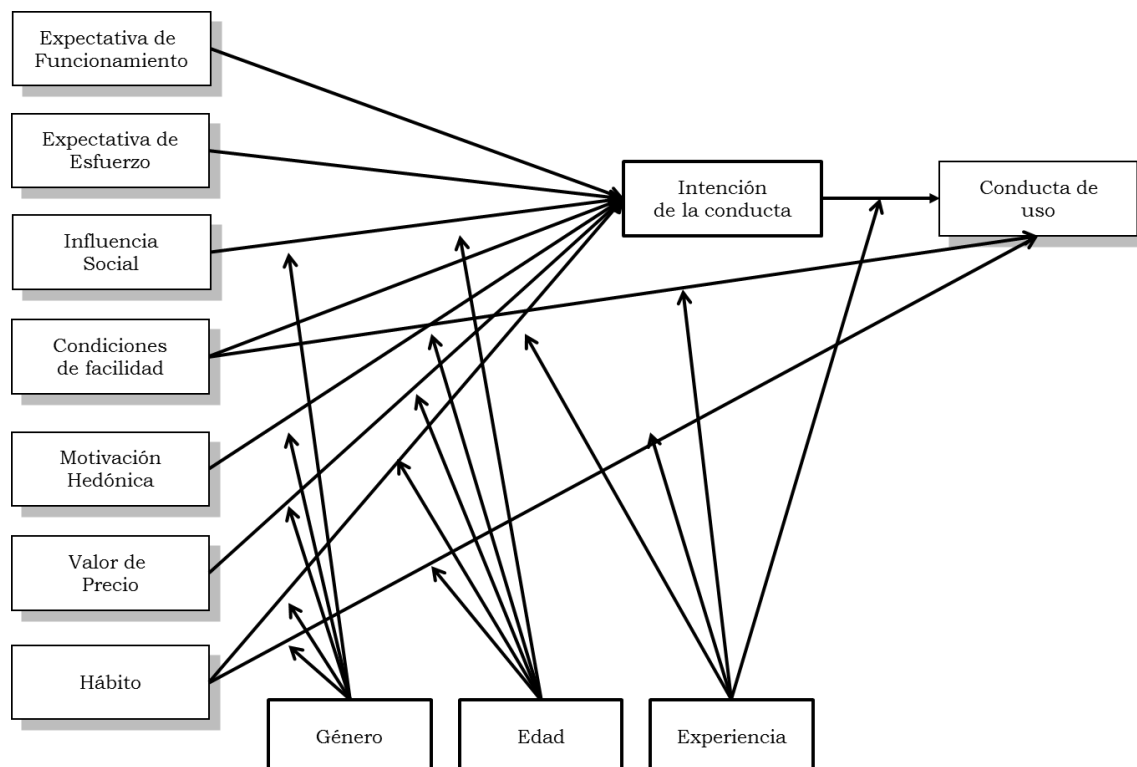 Expectativa de
Funcionamiento
Expectativa de
Esfuerzo
Intención
de la conducta
Conducta de
uso
Influencia
Social
Condiciones
de facilidad
Motivación
Hedónica
Valor de
Precio
Hábito
Género
Edad
Experiencia